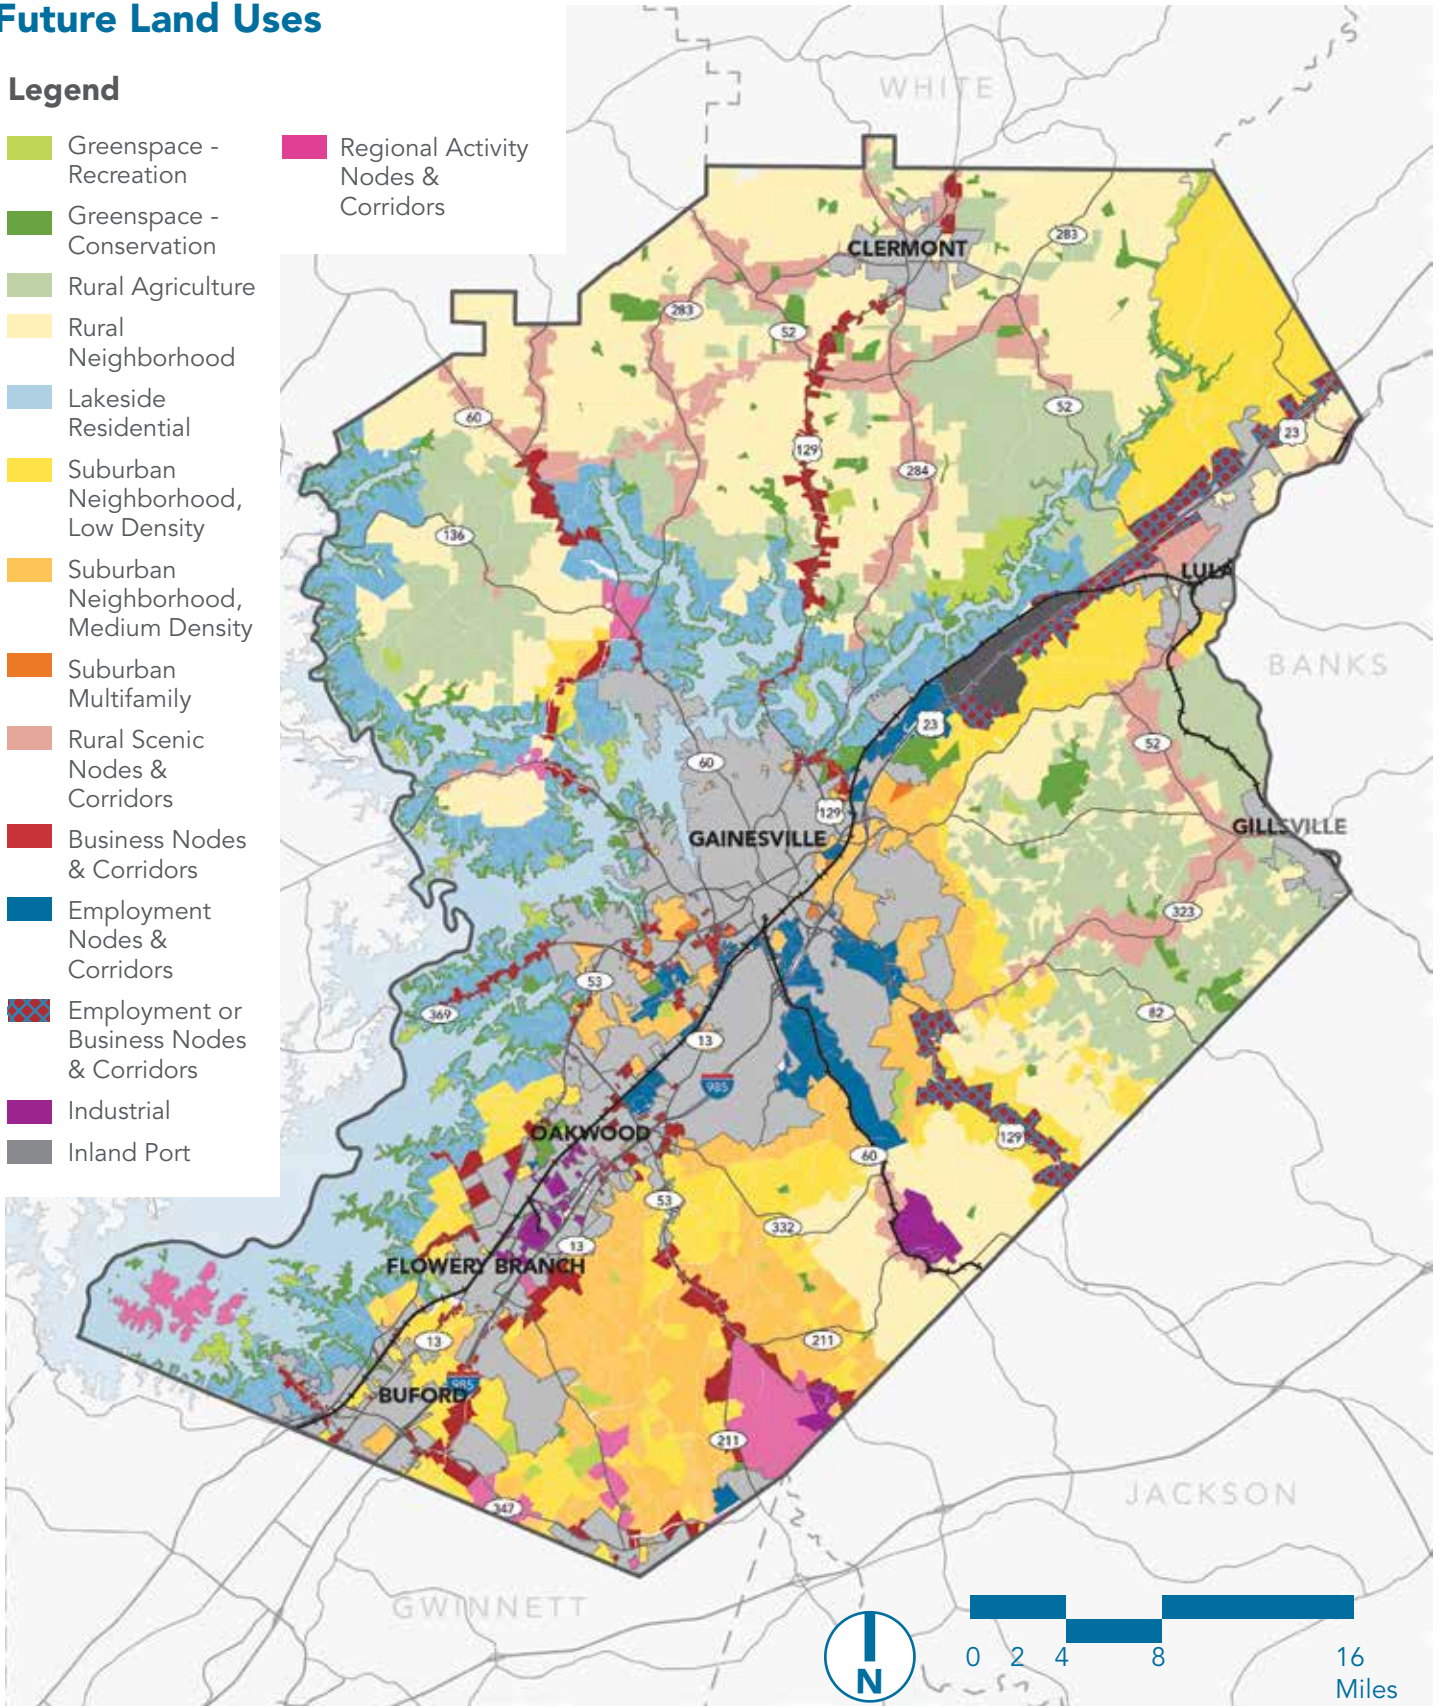 Future Land Uses
Legend
Greenspace -
Recreation
Greenspace -
Conservation
Rural Agriculture
Rural
Neighborhood
Lakeside
Residential
Suburban
Neighborhood,
Low Density
Suburban
Neighborhood,
Medium Density
Suburban
Multifamily
Rural Scenic
Nodes &
Corridors
Business Nodes
& Corridors
Employment
Nodes &
Corridors
Employment or
Business Nodes
& Corridors
Industrial
Inland Port
Regional Activity
Nodes &
Corridors
WHITE
CLERMONT
283
283
52
60
52
129
23
284
136
LULA
BANKS
23
52
60
129
GAINESVILLE
GILLSVILLE
323
53
369
82
13
985
OAKWOOD
129
60
53
332
13
FLOWERY BRANCH
13
211
985
BUFORD
211
347
JACKSON
GWINNETT
N
0 2 4 8 16
Miles